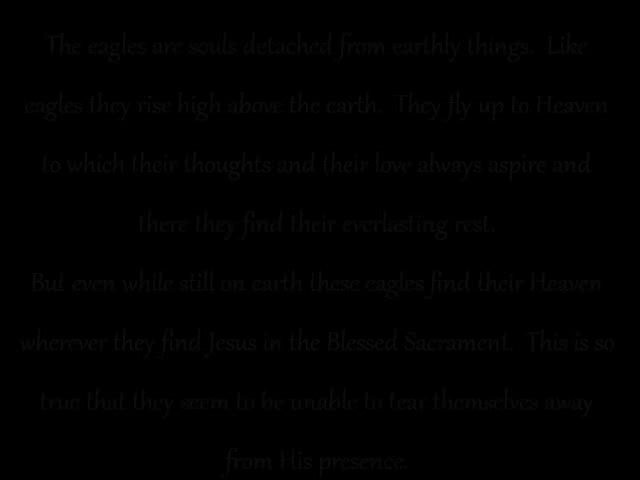 The eagles are souls detached from earthly things. Like
eagles they rise high above the earth. They fly up to Heaven
to which their thoughts and their love always aspire and
there they find their everlasting rest.
But even while still on earth these eagles find their Heaven
wherever they find Jesus in the Blessed Sacrament. This is so
true that they seem to be unable to tear themselves away
from His presence.